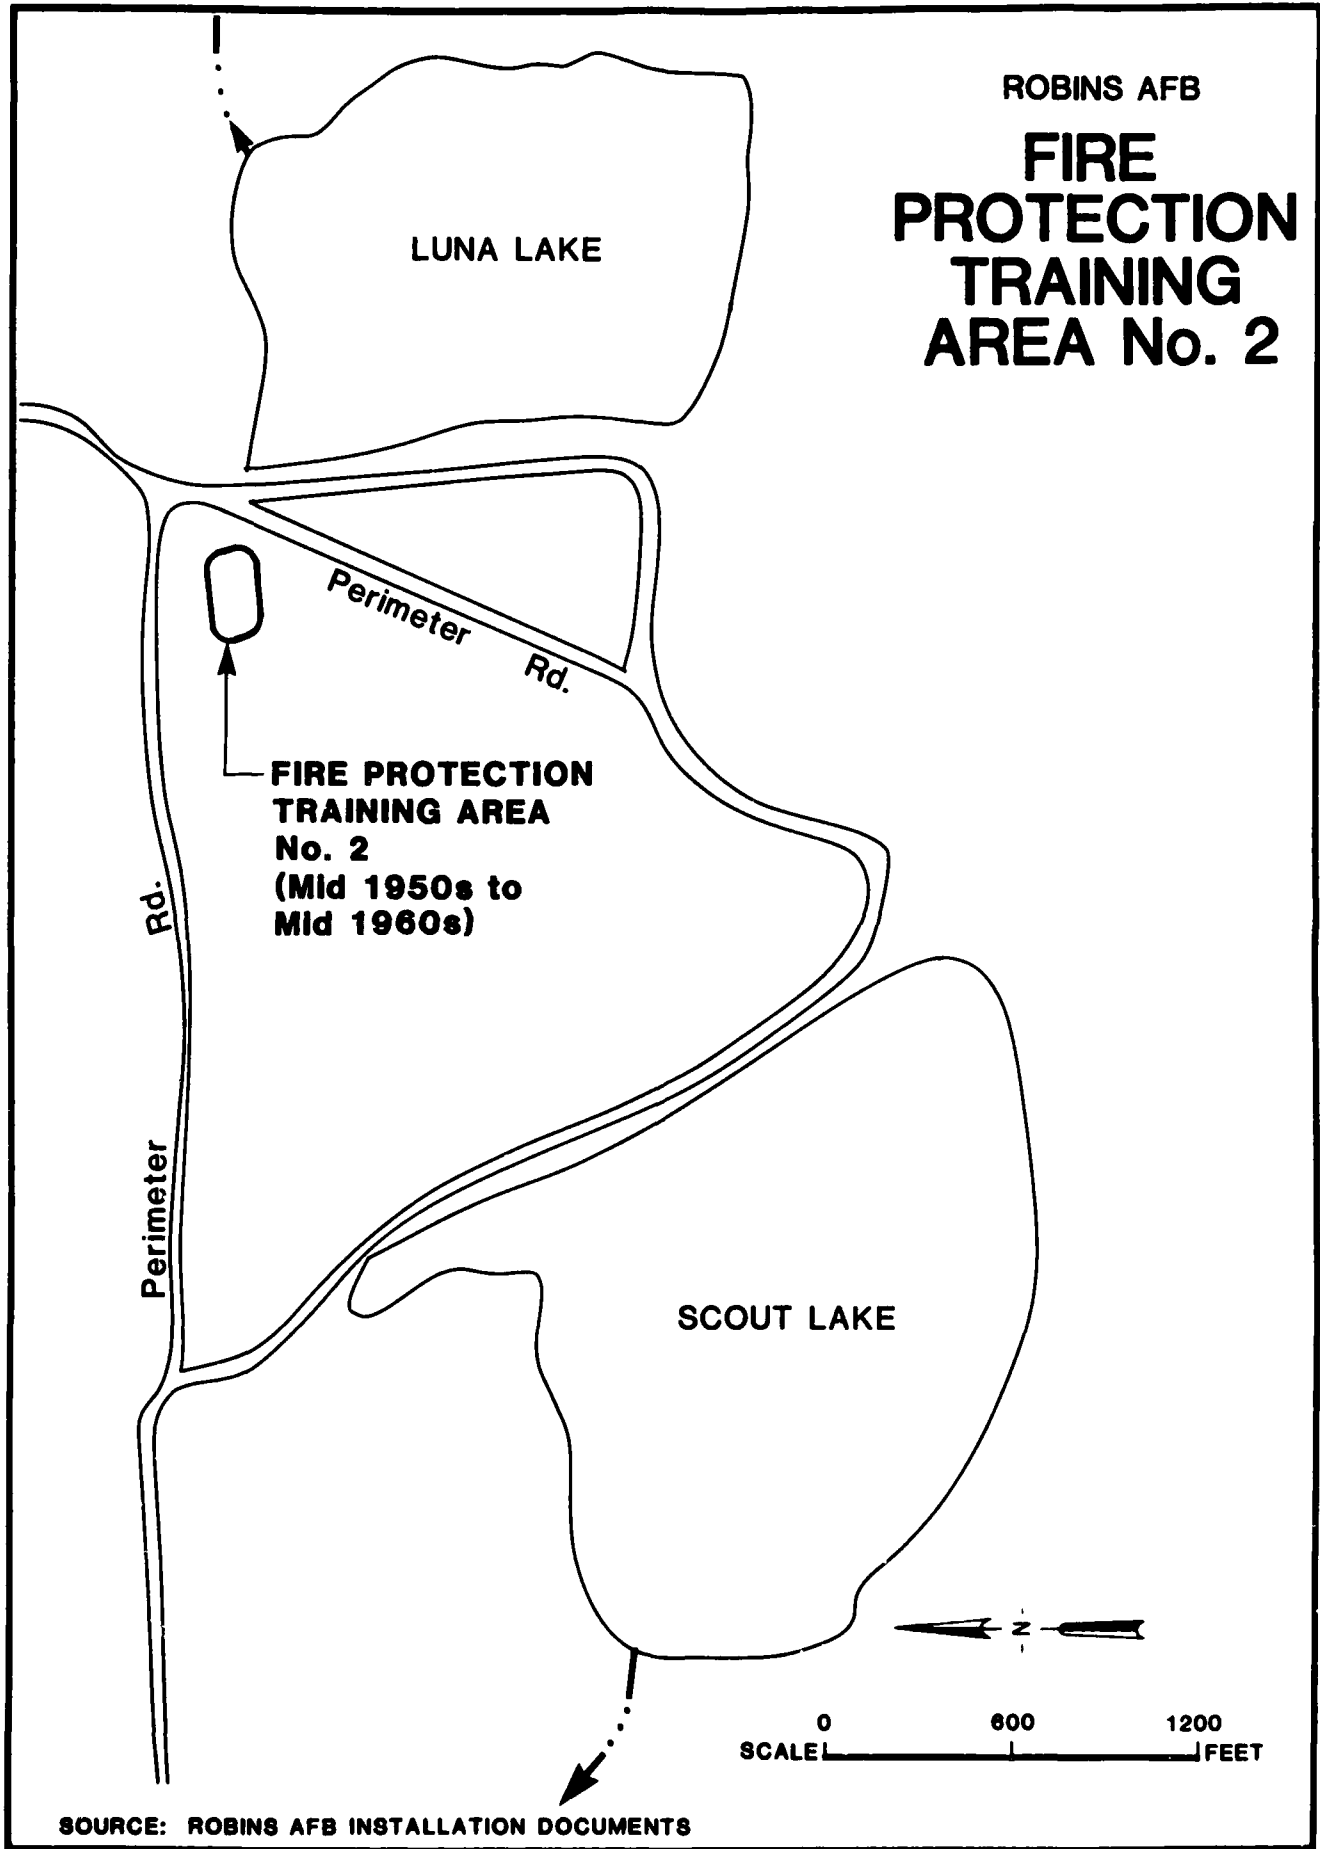 ROBINS AFB
FIRE
PROTECTION
TRAINING
AREA No. 2
LUNA LAKE
Perimeter Rd.
FIRE PROTECTION
TRAINING AREA
No. 2
(Mid 1950s to
Mid 1960s)
Perimeter Rd.
SCOUT LAKE
N
0 600 1200
SCALE FEET
SOURCE: ROBINS AFB INSTALLATION DOCUMENTS